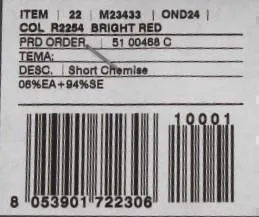 ITEM | 22 | M23433 | OND24 |
COL R2254 BRIGHT RED
PRD ORDER. | 51 00468 C
TEMA:
DESC. | Short Chemise
06%EA+94%SE
10001
8 053901 722306